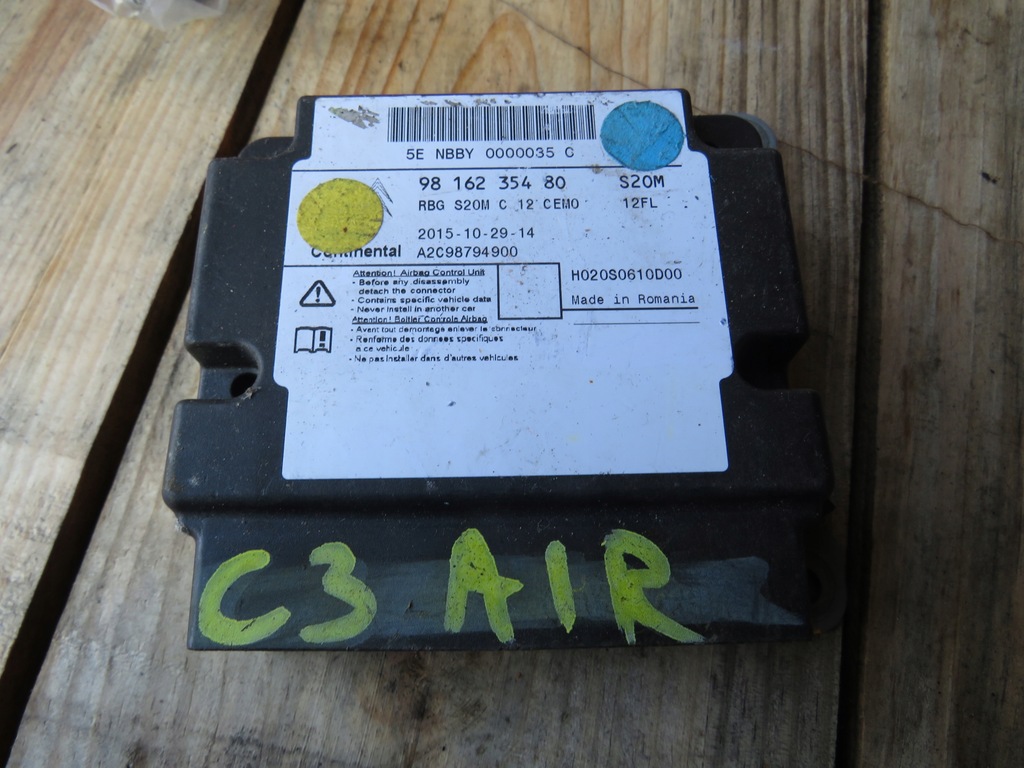 5E NBBY 0000035 C
98 162 354 80 S20M
RBG S20M C 12 CEMO 12FL
2015-10-29-14
Continental A2C98794900
Attention! Airbag Control Unit
- Before any disassembly
detach the connector
- Contains specific vehicle data
- Never install in another car
Attention! Boitier Controle Airbag
- Avant tout demontage enlever le connecteur
- Renferme des donnees specifiques
a ce vehicule
- Ne pas installer dans d'autres vehicules
H020S0610D00
Made in Romania
C3 AIR